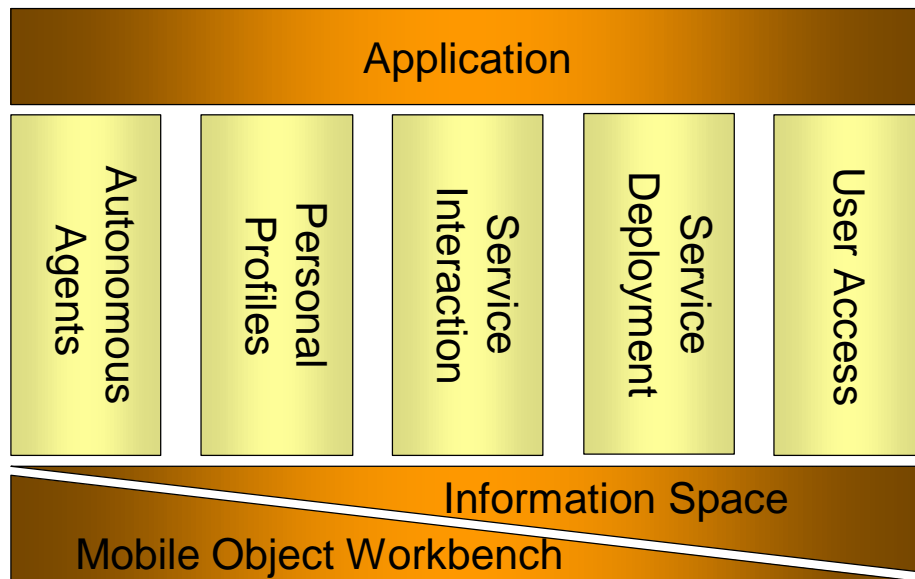 Application
Autonomous
Agents
Personal
Profiles
Service
Interaction
Service
Deployment
User Access
Information Space
Mobile Object Workbench